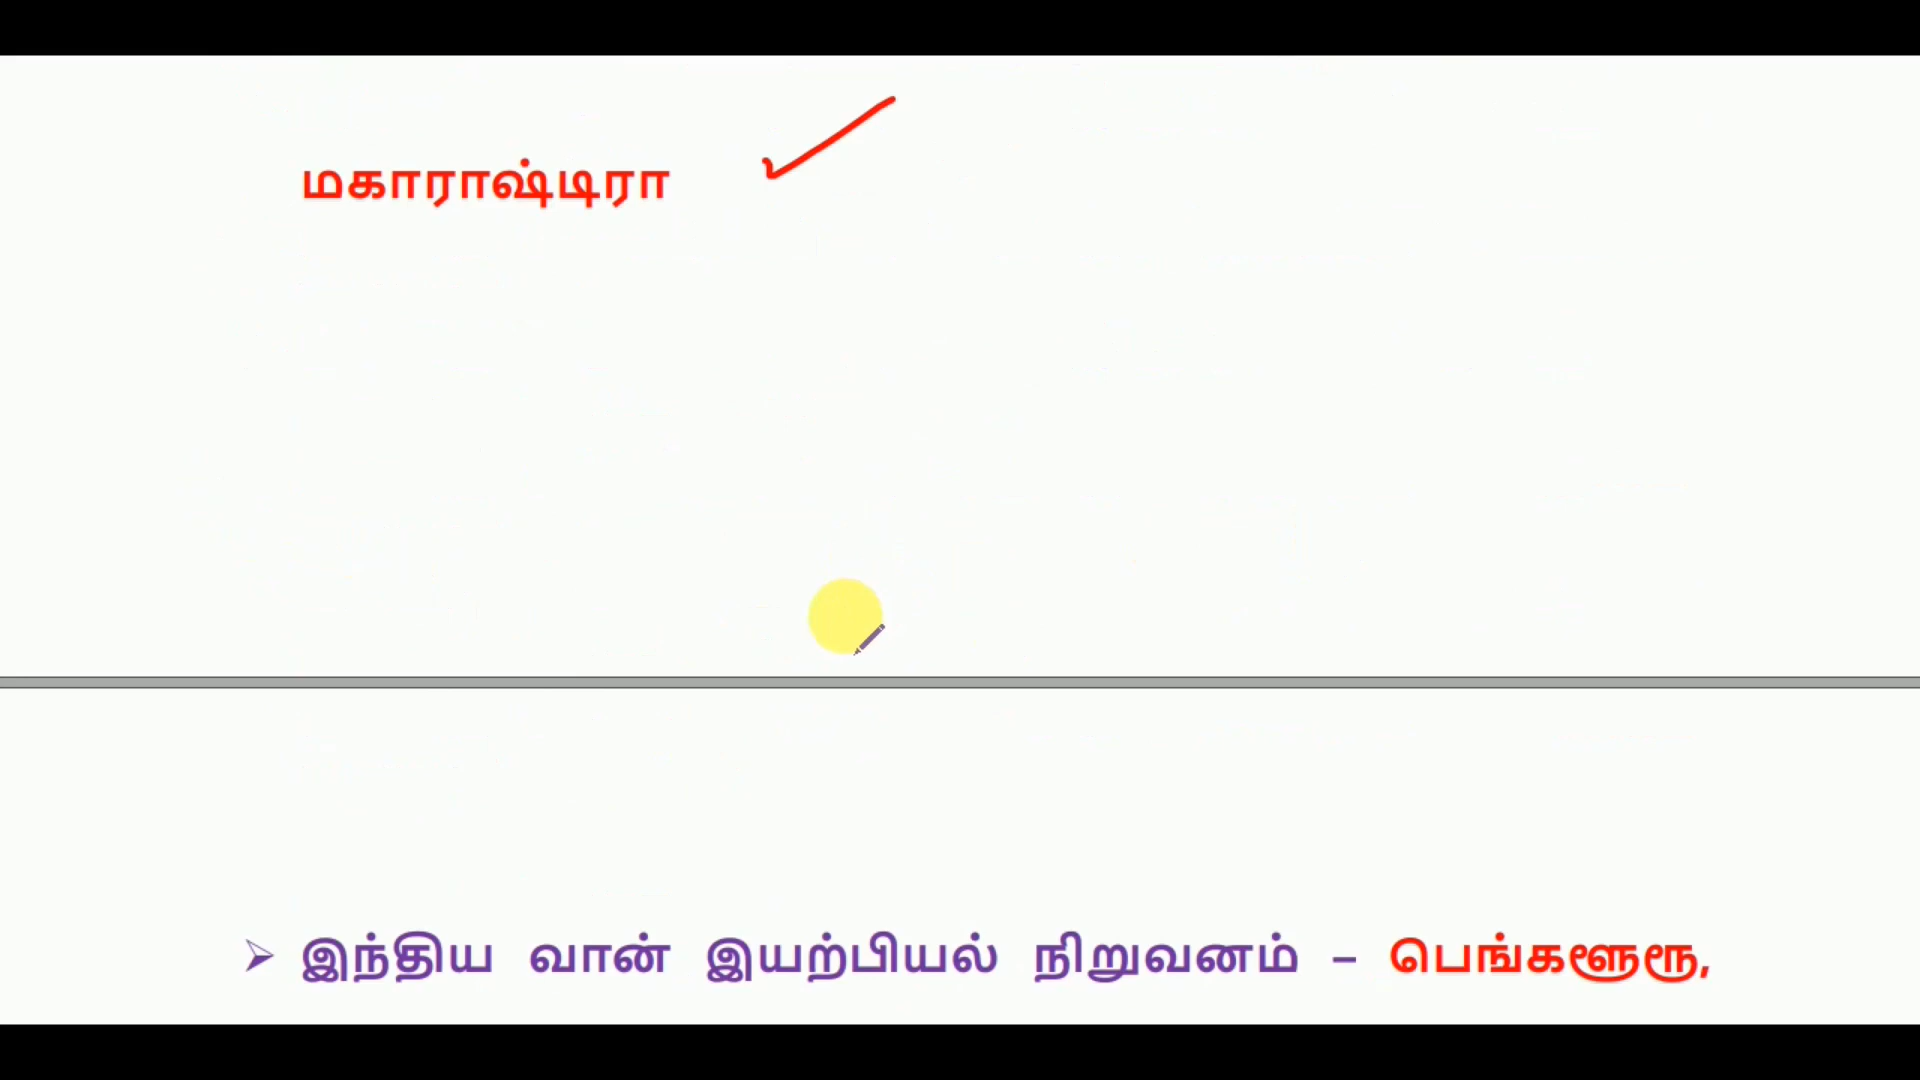 மகாராஷ்டிரா
➢ இந்திய வான் இயற்பியல் நிறுவனம் – பெங்களூரூ,